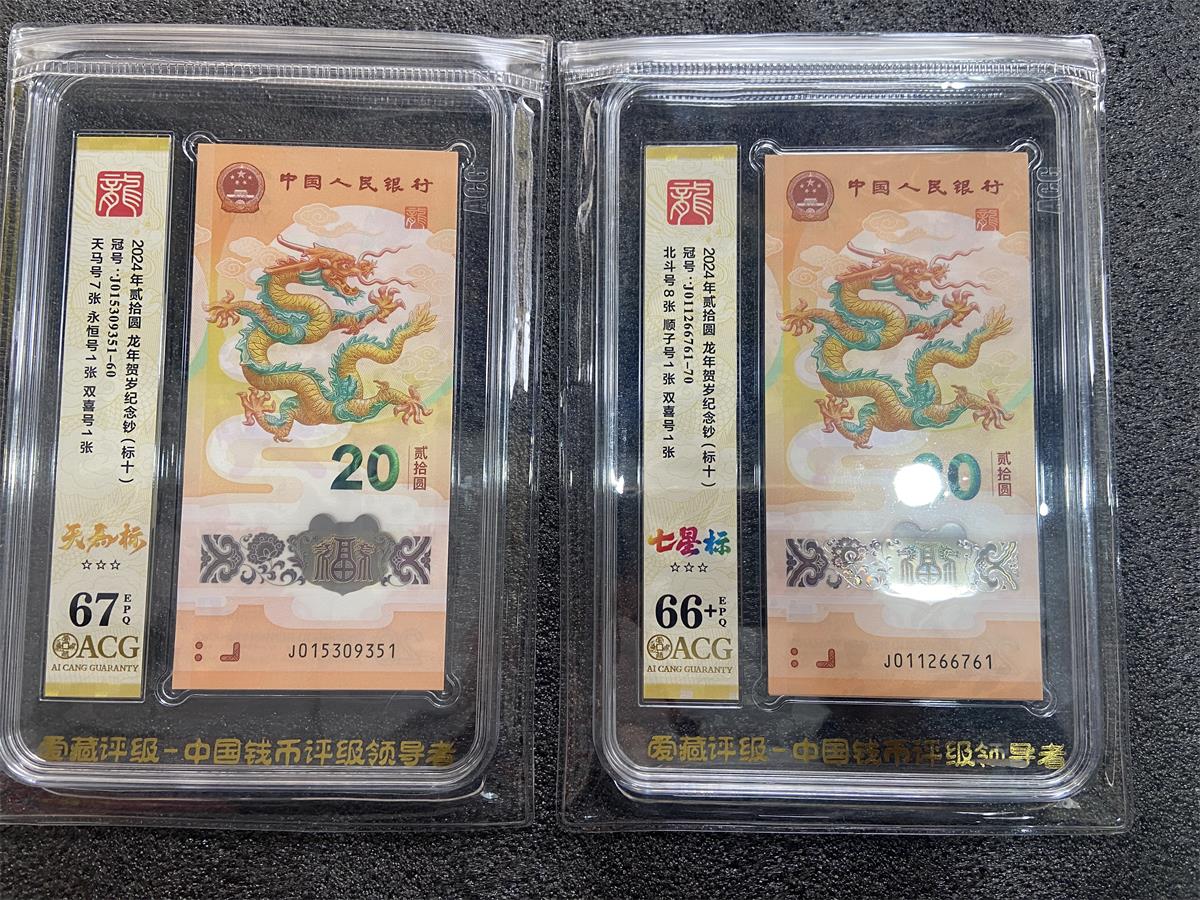 龍
2024年贰拾圆 龙年贺岁纪念钞(标十)
冠号:J015309351-60
天马号7张 永恒号1张 双喜号1张
天马标
☆☆☆
67 EPQ
ACG
AI CANG GUARANTY
中国人民银行
龍
20
贰拾圆
福
J015309351
ACG
爱藏评级-中国钱币评级领导者
龍
2024年贰拾圆 龙年贺岁纪念钞(标十)
冠号:J011266761-70
北斗号8张 顺子号1张 双喜号1张
七星标
☆☆☆
66+ EPQ
ACG
AI CANG GUARANTY
中国人民银行
龍
贰拾圆
福
J011266761
ACG
爱藏评级-中国钱币评级领导者